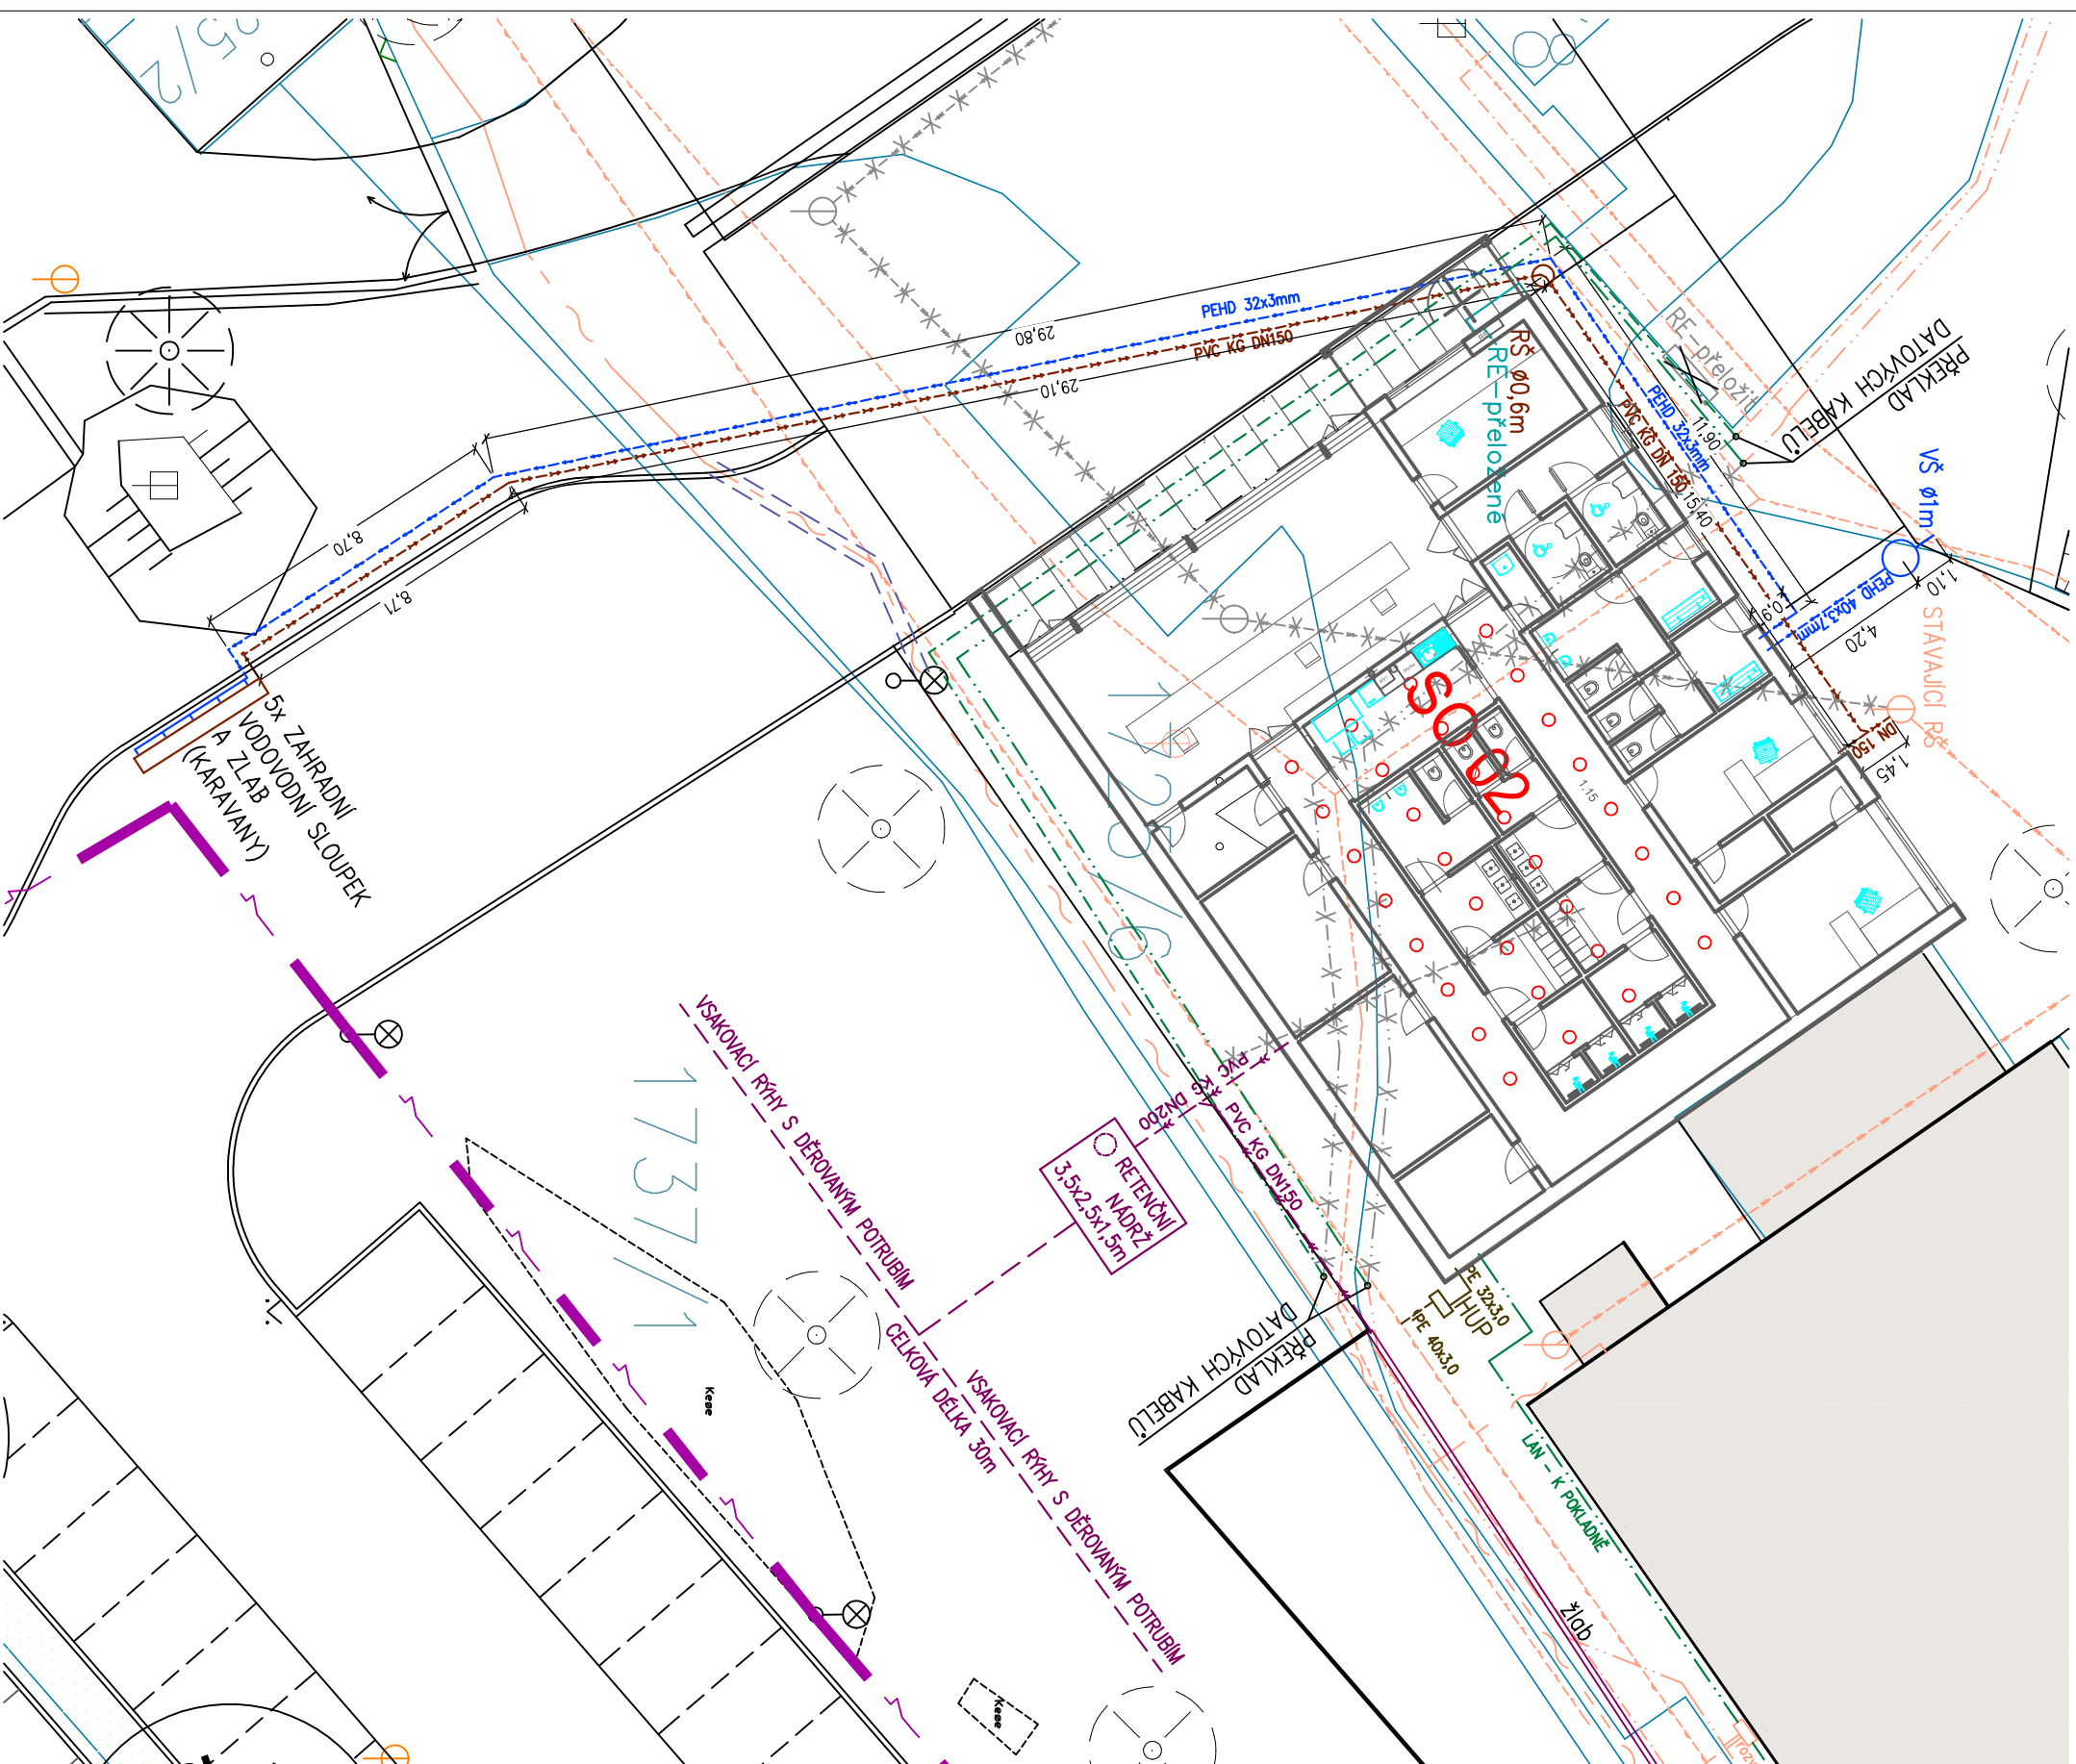 35/2
8
PEHD 32x3mm
29,80
PVC KG DN150
29,10
RŠ ø0,6m
RE-přeložené
RE-přeložit
PŘEKLAD
DATOVÝCH KABELŮ
PEHD 32x3mm
PVC KG DN 150
11,90
15,40
VŠ ø1m
PEHD 40x3,7mm
1,10
4,20
STÁVAJÍCÍ RŠ
DN 150
1,45
8,70
8,71
5x ZAHRADNÍ
VODOVODNÍ SLOUPEK
A ZLAB
(KARAVANY)
SO 02
1.15
VSAKOVACÍ RÝHY S DĚROVANÝM POTRUBÍM
1737/1
PVC KG
DN200
PVC KG DN150
RETENČNÍ
NÁDRŽ
3,5x2,5x1,5m
CELKOVÁ DÉLKA 30m
VSAKOVACÍ RÝHY S DĚROVANÝM POTRUBÍM
PŘEKLAD
DATOVÝCH KABELŮ
PE 32x3,0
HUP
PE 40x3,0
LAN - K POKLADNĚ
žlab
Keøe
Keøe